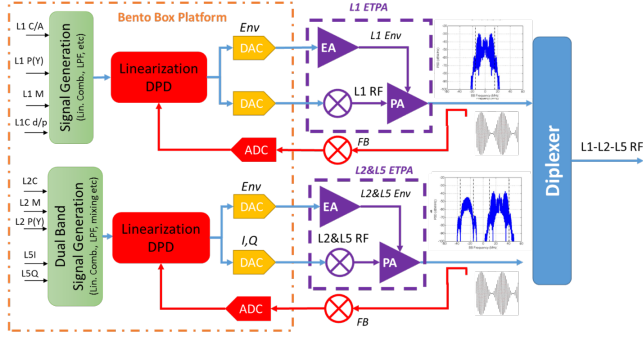 Bento Box Platform
L1 C/A
L1 P(Y)
L1 M
L1C d/p
Signal Generation
(Lin. Comb., LPF, etc)
Linearization
DPD
Env
DAC
DAC
ADC
L1 ETPA
EA
L1 Env
L1 RF
PA
FB
L2C
L2 M
L2 P(Y)
L5I
L5Q
Dual Band
Signal Generation
(Lin. Comb., LPF, mixing etc)
Linearization
DPD
Env
DAC
I,Q
DAC
ADC
L2&L5 ETPA
EA
L2&L5 Env
L2&L5 RF
PA
FB
Diplexer
L1-L2-L5 RF